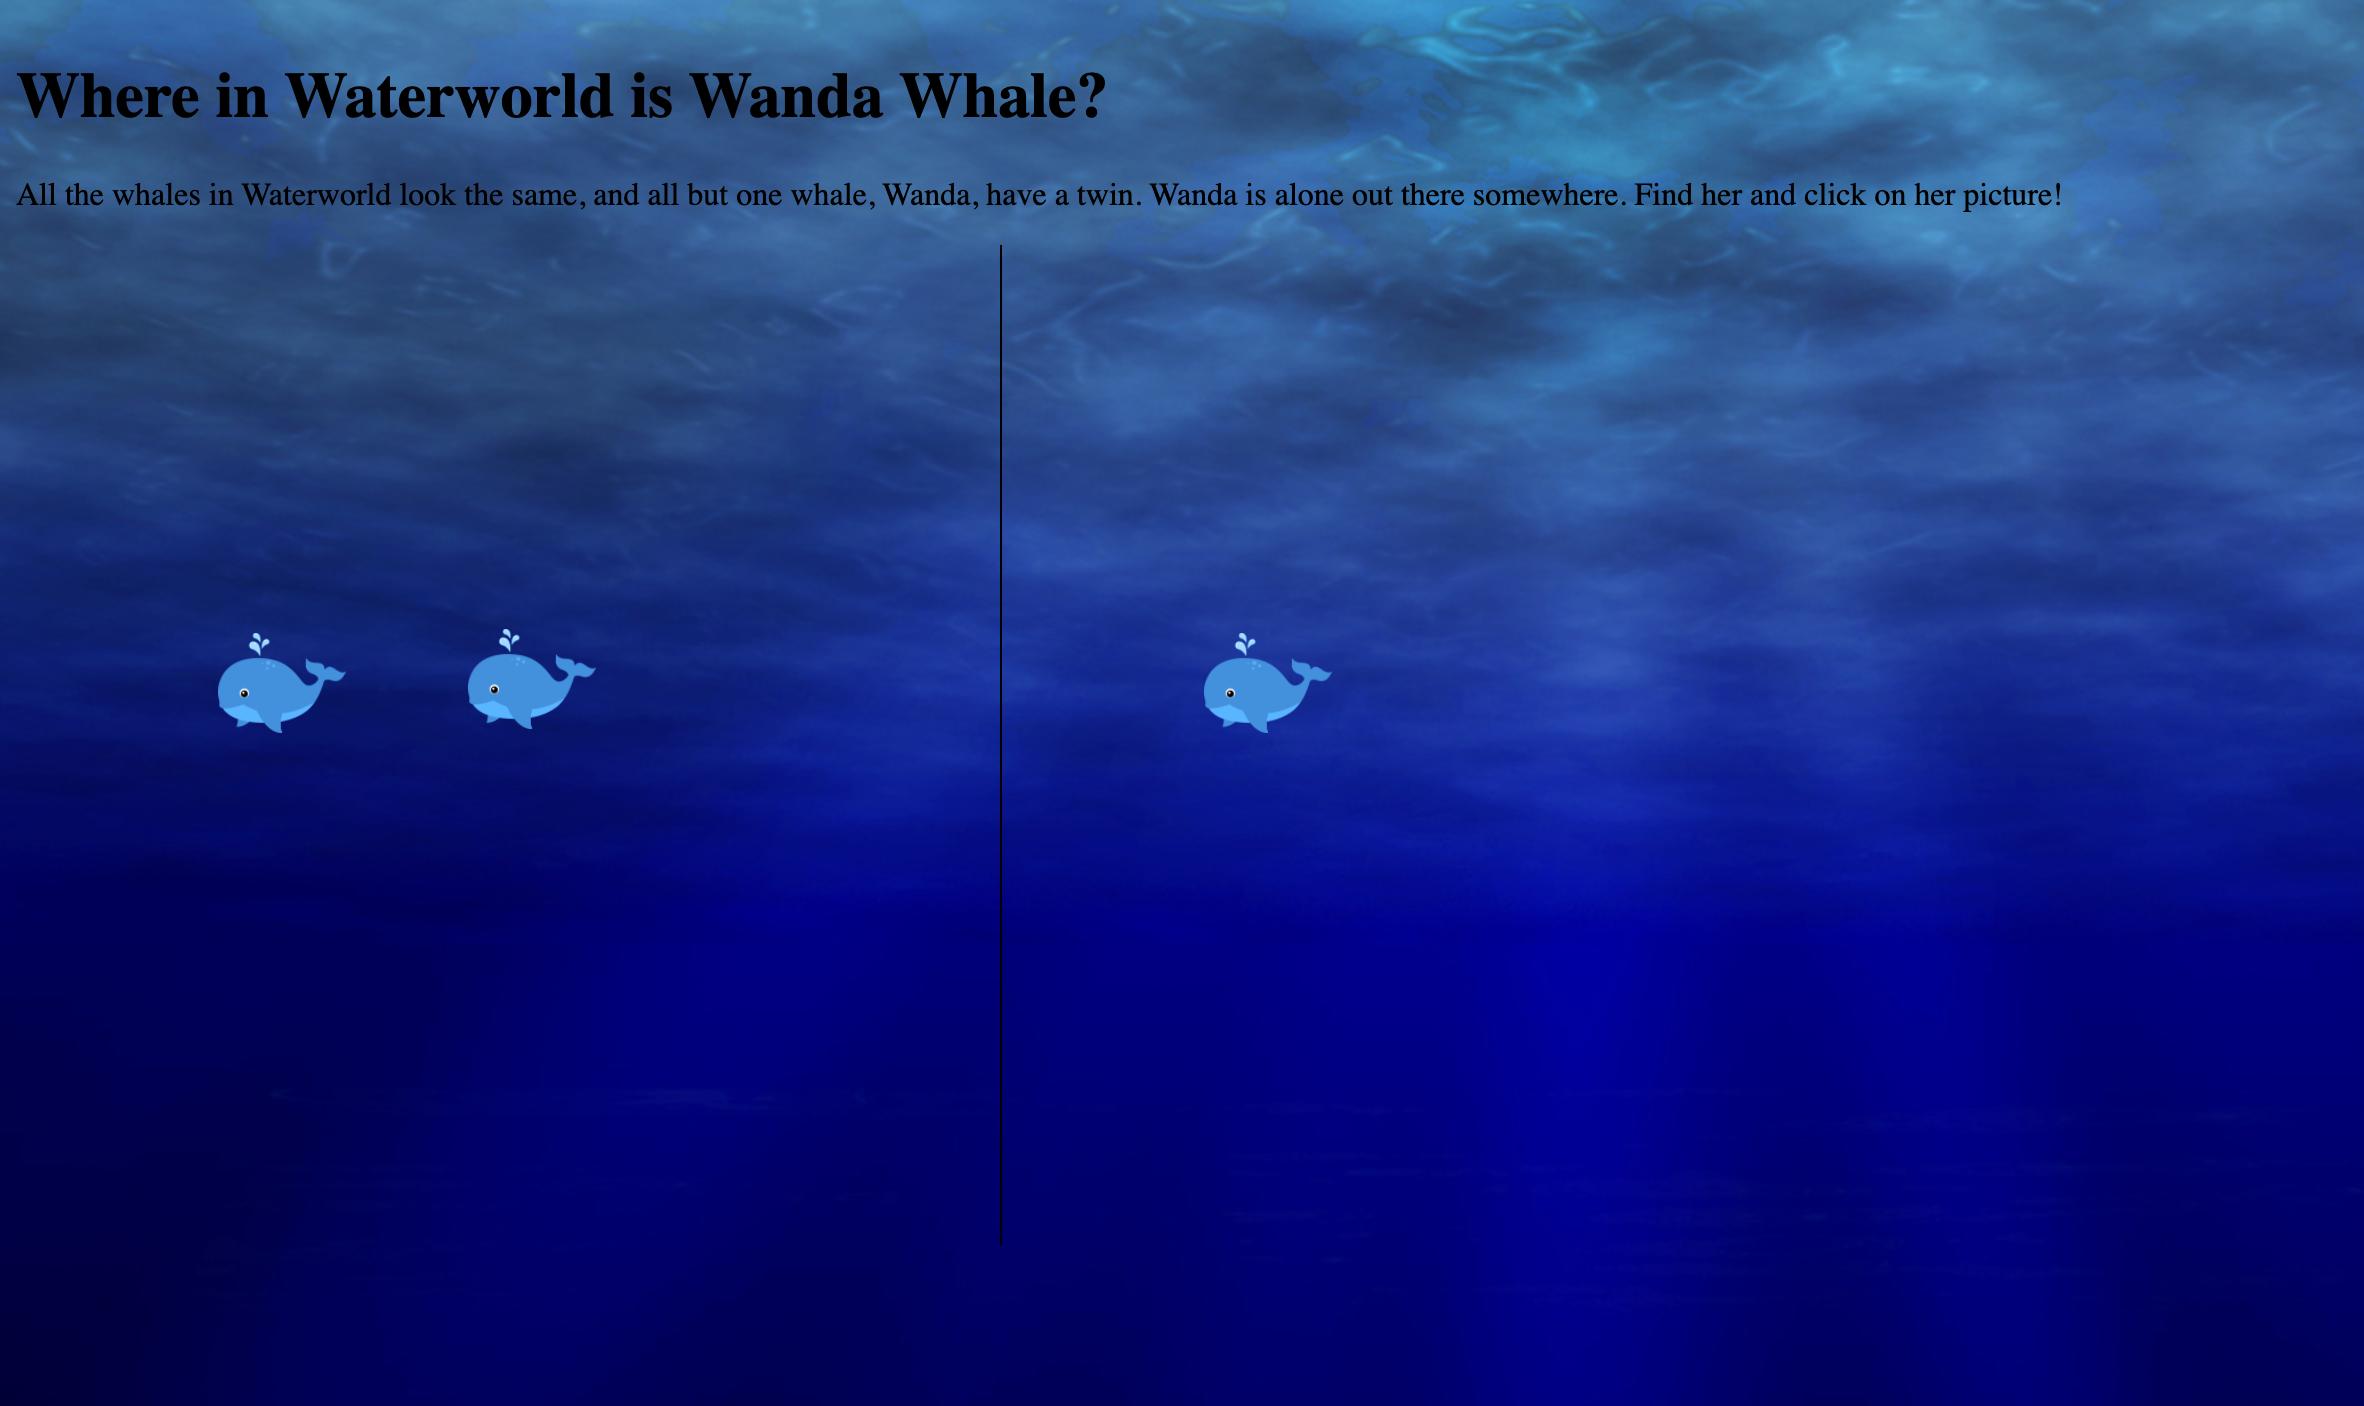 Where in Waterworld is Wanda Whale?
All the whales in Waterworld look the same, and all but one whale, Wanda, have a twin. Wanda is alone out there somewhere. Find her and click on her picture!